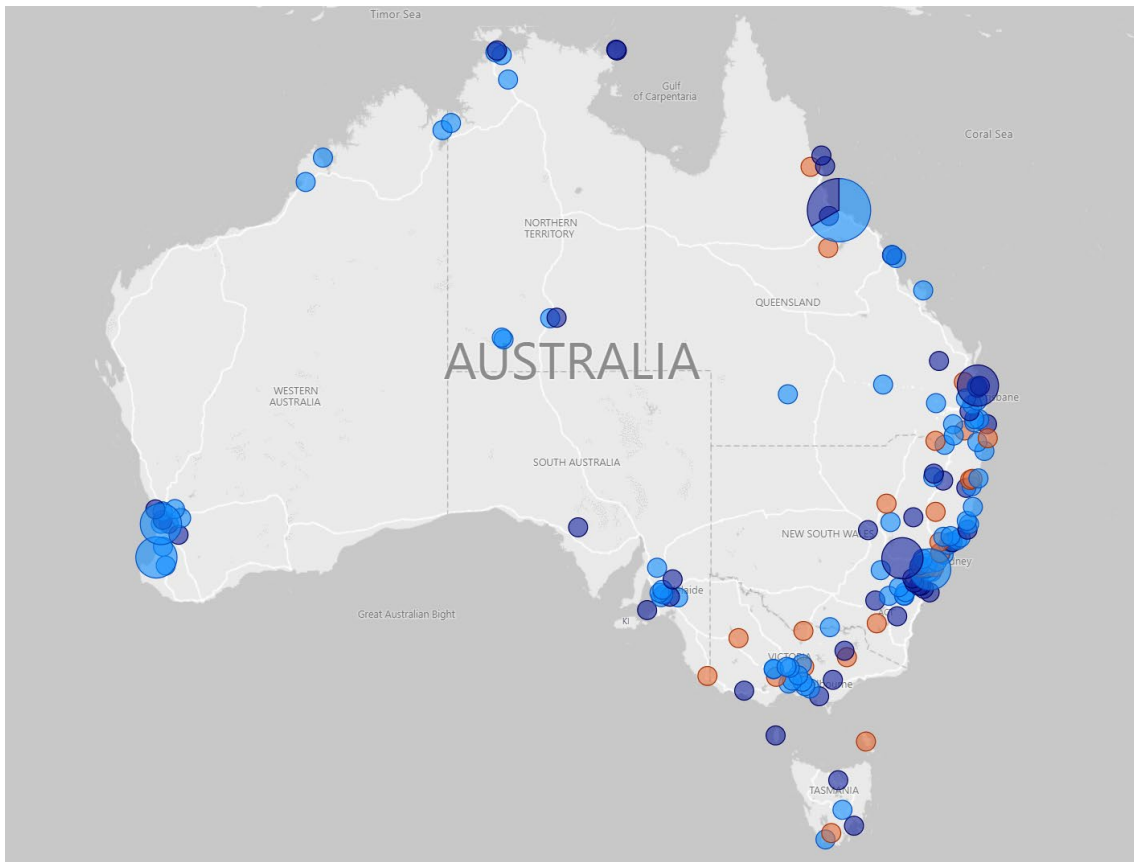 Timor Sea
Gulf
of Carpentaria
Coral Sea
NORTHERN
TERRITORY
QUEENSLAND
AUSTRALIA
WESTERN
AUSTRALIA
SOUTH AUSTRALIA
NEW SOUTH WALES
Great Australian Bight
KI
VICTORIA
TASMANIA